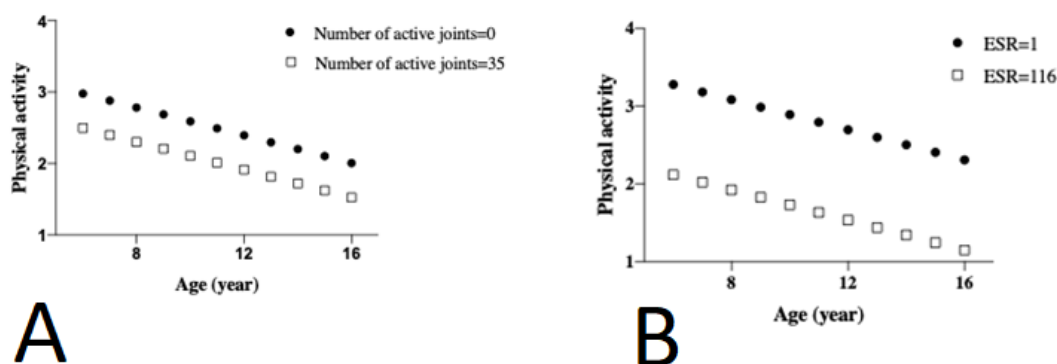 4
3
2
1
Physical activity
Number of active joints=0
Number of active joints=35
8
12
16
Age (year)
A
4
3
2
1
Physical activity
ESR=1
ESR=116
8
12
16
Age (year)
B